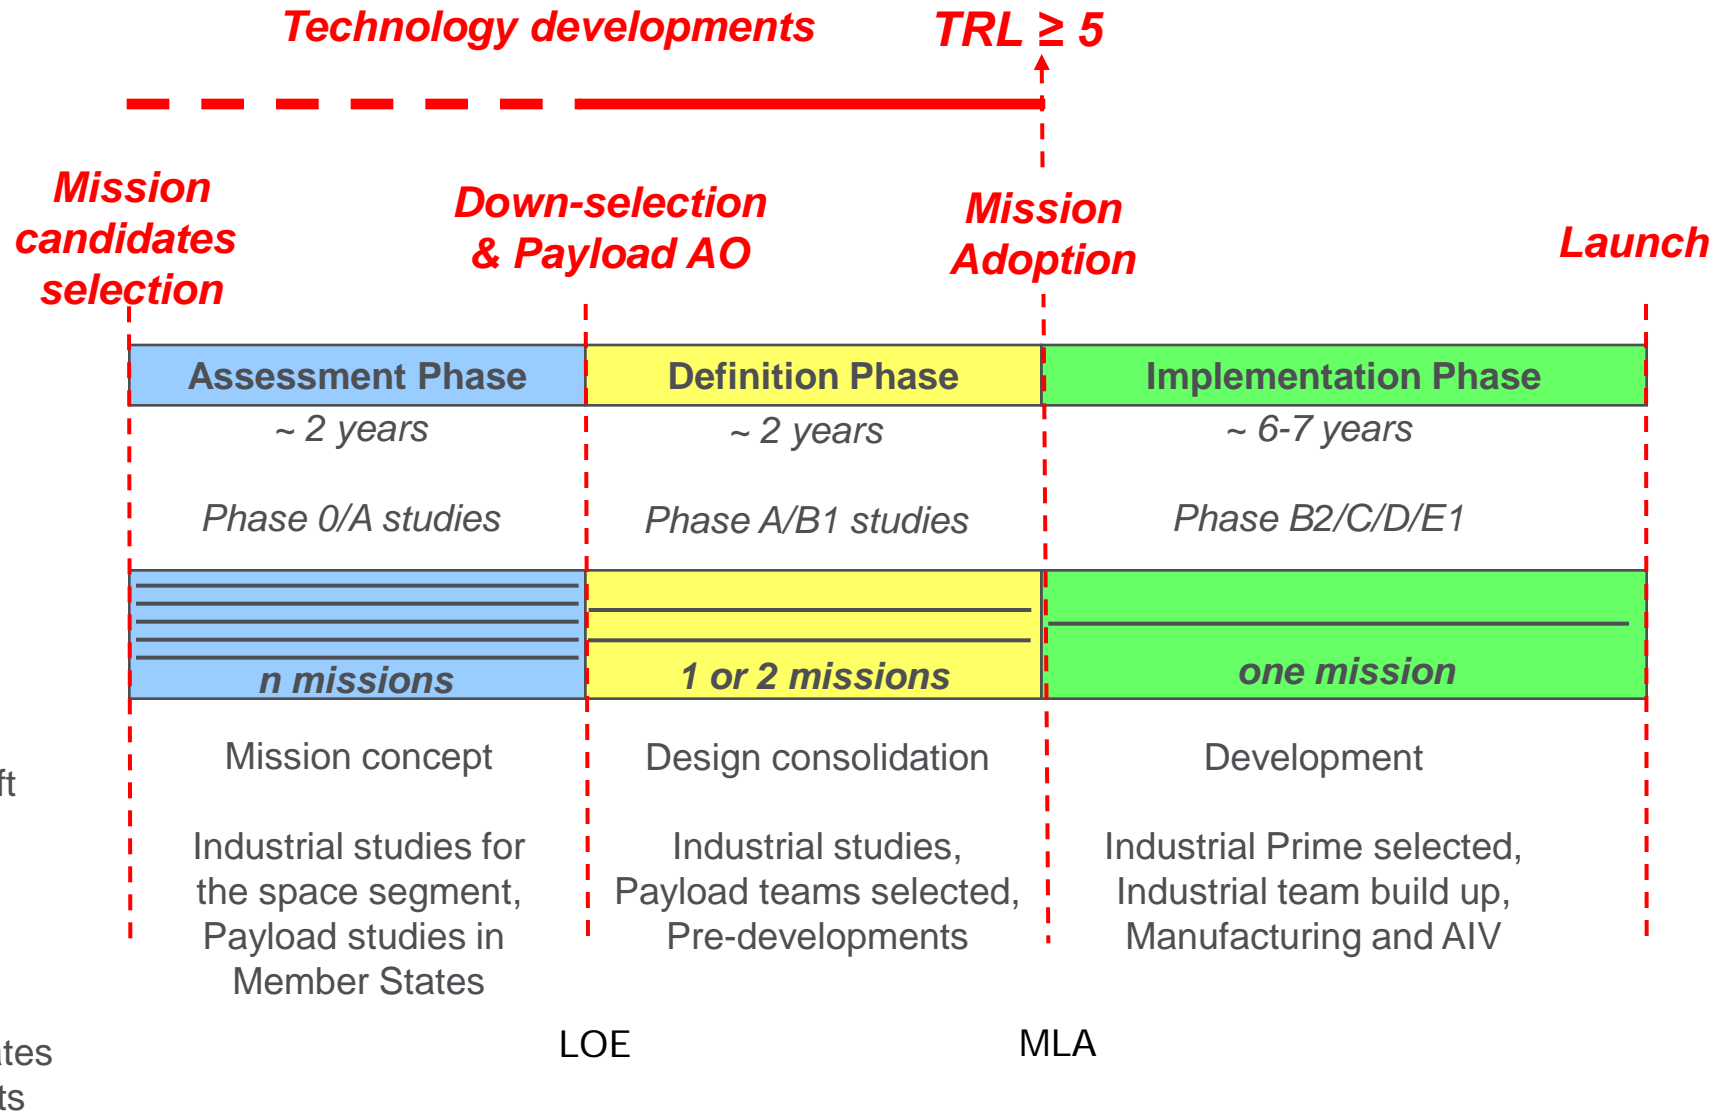 Technology developments
TRL ≥ 5
Mission
candidates
selection
Down-selection
& Payload AO
Mission
Adoption
Launch
Assessment Phase
Definition Phase
Implementation Phase
~ 2 years
~ 2 years
~ 6-7 years
Phase 0/A studies
Phase A/B1 studies
Phase B2/C/D/E1
n missions
1 or 2 missions
one mission
Mission concept
Design consolidation
Development
Industrial studies for
the space segment,
Payload studies in
Member States
Industrial studies,
Payload teams selected,
Pre-developments
Industrial Prime selected,
Industrial team build up,
Manufacturing and AIV
LOE
MLA